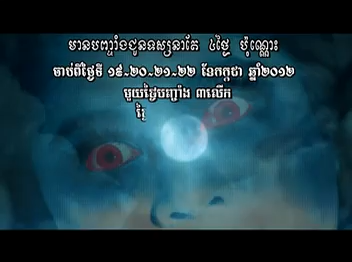 មានបញ្ចាំងជូនទស្សនាតែ ៤ថ្ងៃ ប៉ុណ្ណោះ
ចាប់ពីថ្ងៃទី ១៩-២០-២១-២២ ខែកក្កដា ឆ្នាំ២០១២
មួយថ្ងៃបញ្ចាំង ៣លើក